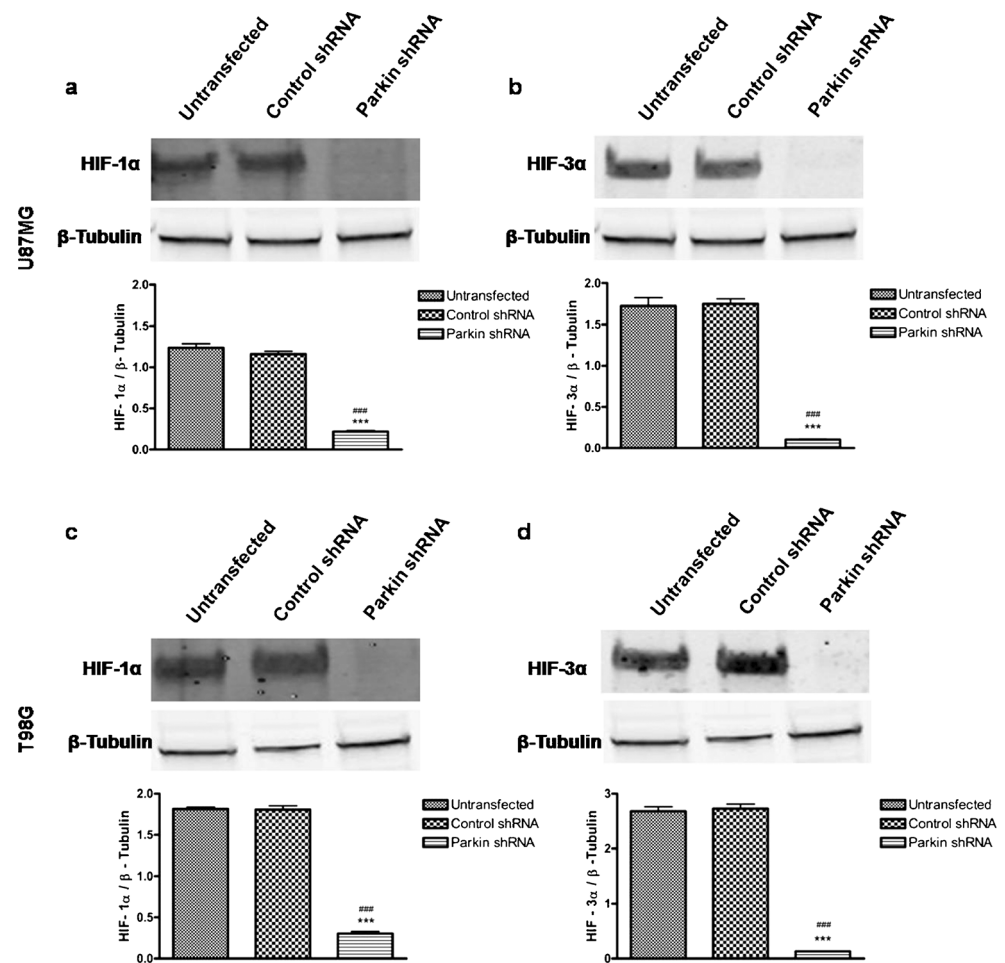 a
Untransfected
Control shRNA
Parkin shRNA
HIF-1α
β-Tubulin
U87MG
HIF- 1α / β- Tubulin
2.0
1.5
1.0
0.5
0.0
###
***
Untransfected
Control shRNA
Parkin shRNA
b
Untransfected
Control shRNA
Parkin shRNA
HIF-3α
β-Tubulin
HIF- 3α / β - Tubulin
2.0
1.5
1.0
0.5
0.0
###
***
Untransfected
Control shRNA
Parkin shRNA
c
Untransfected
Control shRNA
Parkin shRNA
HIF-1α
β-Tubulin
T98G
HIF- 1α / β - Tubulin
2.0
1.5
1.0
0.5
0.0
###
***
Untransfected
Control shRNA
Parkin shRNA
d
Untransfected
Control shRNA
Parkin shRNA
HIF-3α
β-Tubulin
HIF - 3α / β -Tubulin
3
2
1
0
###
***
Untransfected
Control shRNA
Parkin shRNA